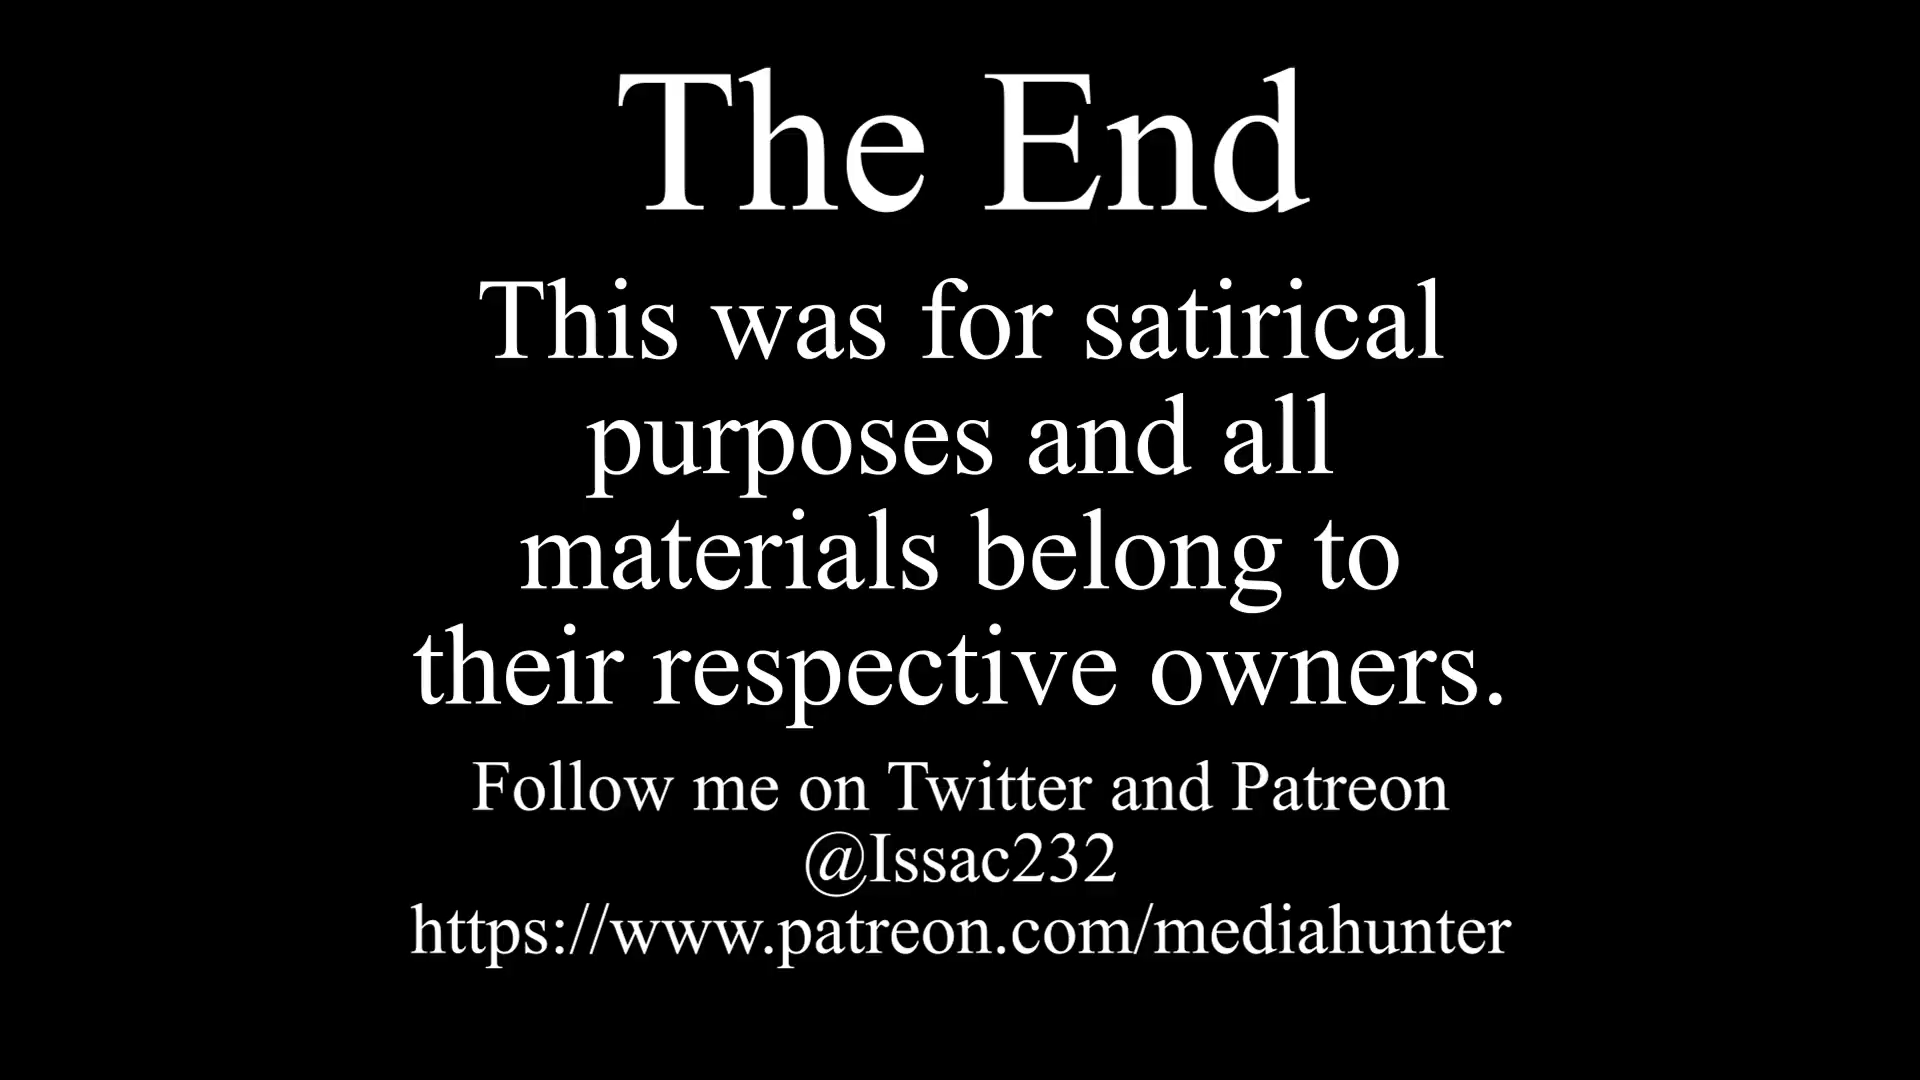 The End
This was for satirical
purposes and all
materials belong to
their respective owners.
Follow me on Twitter and Patreon
@Issac232
https://www.patreon.com/mediahunter